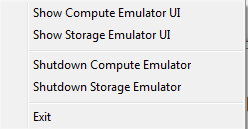 Show Compute Emulator UI
Show Storage Emulator UI
Shutdown Compute Emulator
Shutdown Storage Emulator
Exit